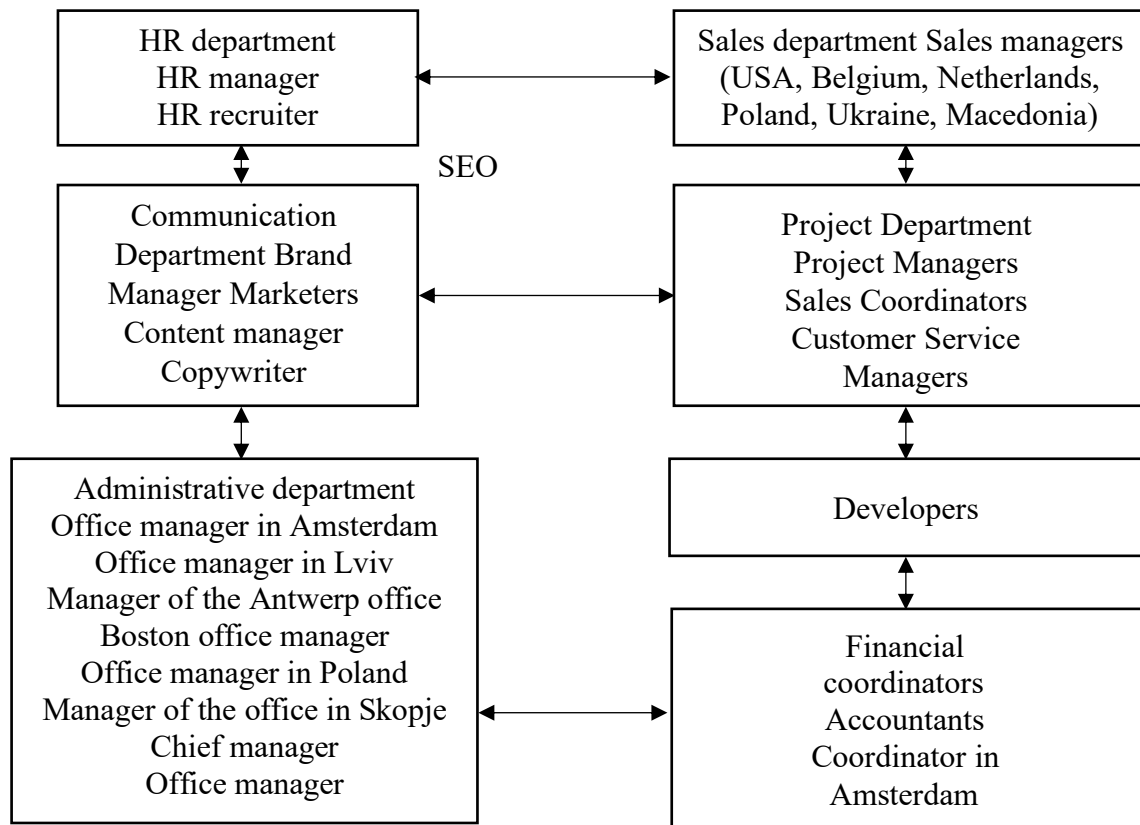 HR department
HR manager
HR recruiter
Sales department Sales managers
(USA, Belgium, Netherlands,
Poland, Ukraine, Macedonia)
SEO
Communication
Department Brand
Manager Marketers
Content manager
Copywriter
Project Department
Project Managers
Sales Coordinators
Customer Service
Managers
Administrative department
Office manager in Amsterdam
Office manager in Lviv
Manager of the Antwerp office
Boston office manager
Office manager in Poland
Manager of the office in Skopje
Chief manager
Office manager
Developers
Financial
coordinators
Accountants
Coordinator in
Amsterdam